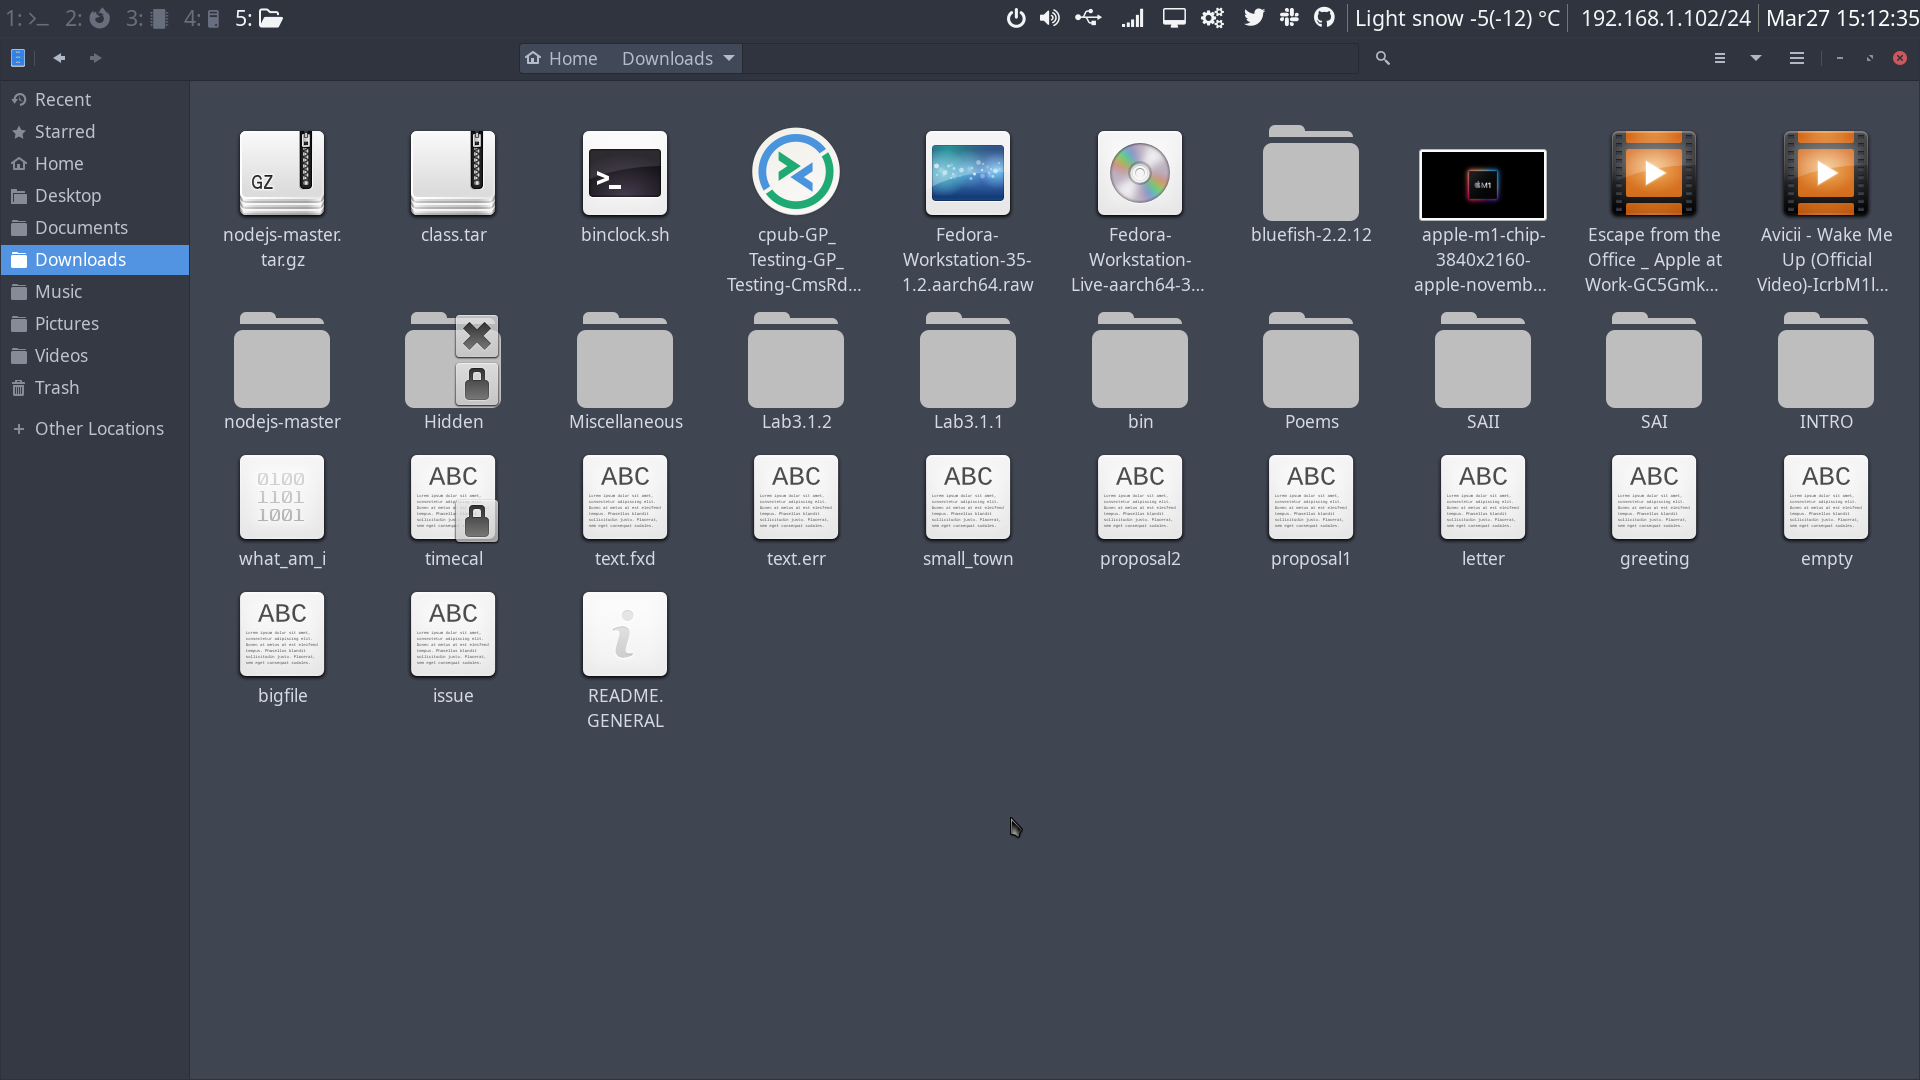 1: 2: 3: 4: 5: Light snow -5(-12) °C 192.168.1.102/24 Mar27 15:12:35
Home Downloads
Recent
Starred
Home
Desktop
Documents
Downloads
Music
Pictures
Videos
Trash
Other Locations
GZ
nodejs-master.
tar.gz
class.tar
>_
binclock.sh
cpub-GP_
Testing-GP_
Testing-CmsRd...
Fedora-
Workstation-35-
1.2.aarch64.raw
Fedora-
Workstation-
Live-aarch64-3...
bluefish-2.2.12
M1
apple-m1-chip-
3840x2160-
apple-novemb...
Escape from the
Office _ Apple at
Work-GC5Gmk...
Avicii - Wake Me
Up (Official
Video)-IcrbM1l...
nodejs-master
Hidden
Miscellaneous
Lab3.1.2
Lab3.1.1
bin
Poems
SAII
SAI
INTRO
0100
1101
1001
what_am_i
ABC
timecal
ABC
text.fxd
ABC
text.err
ABC
small_town
ABC
proposal2
ABC
proposal1
ABC
letter
ABC
greeting
ABC
empty
ABC
bigfile
ABC
issue
i
README.
GENERAL